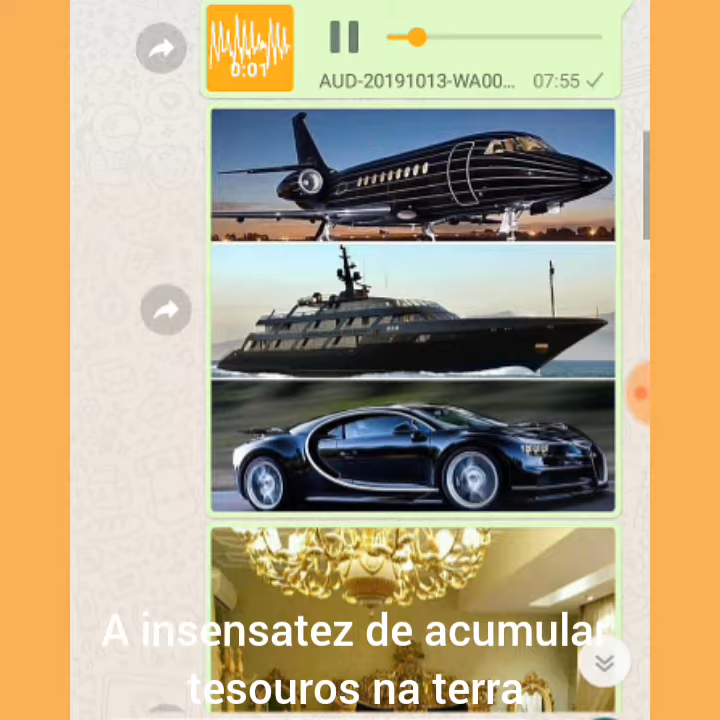 0:01
AUD-20191013-WA00... 07:55
A insensatez de acumular
tesouros na terra